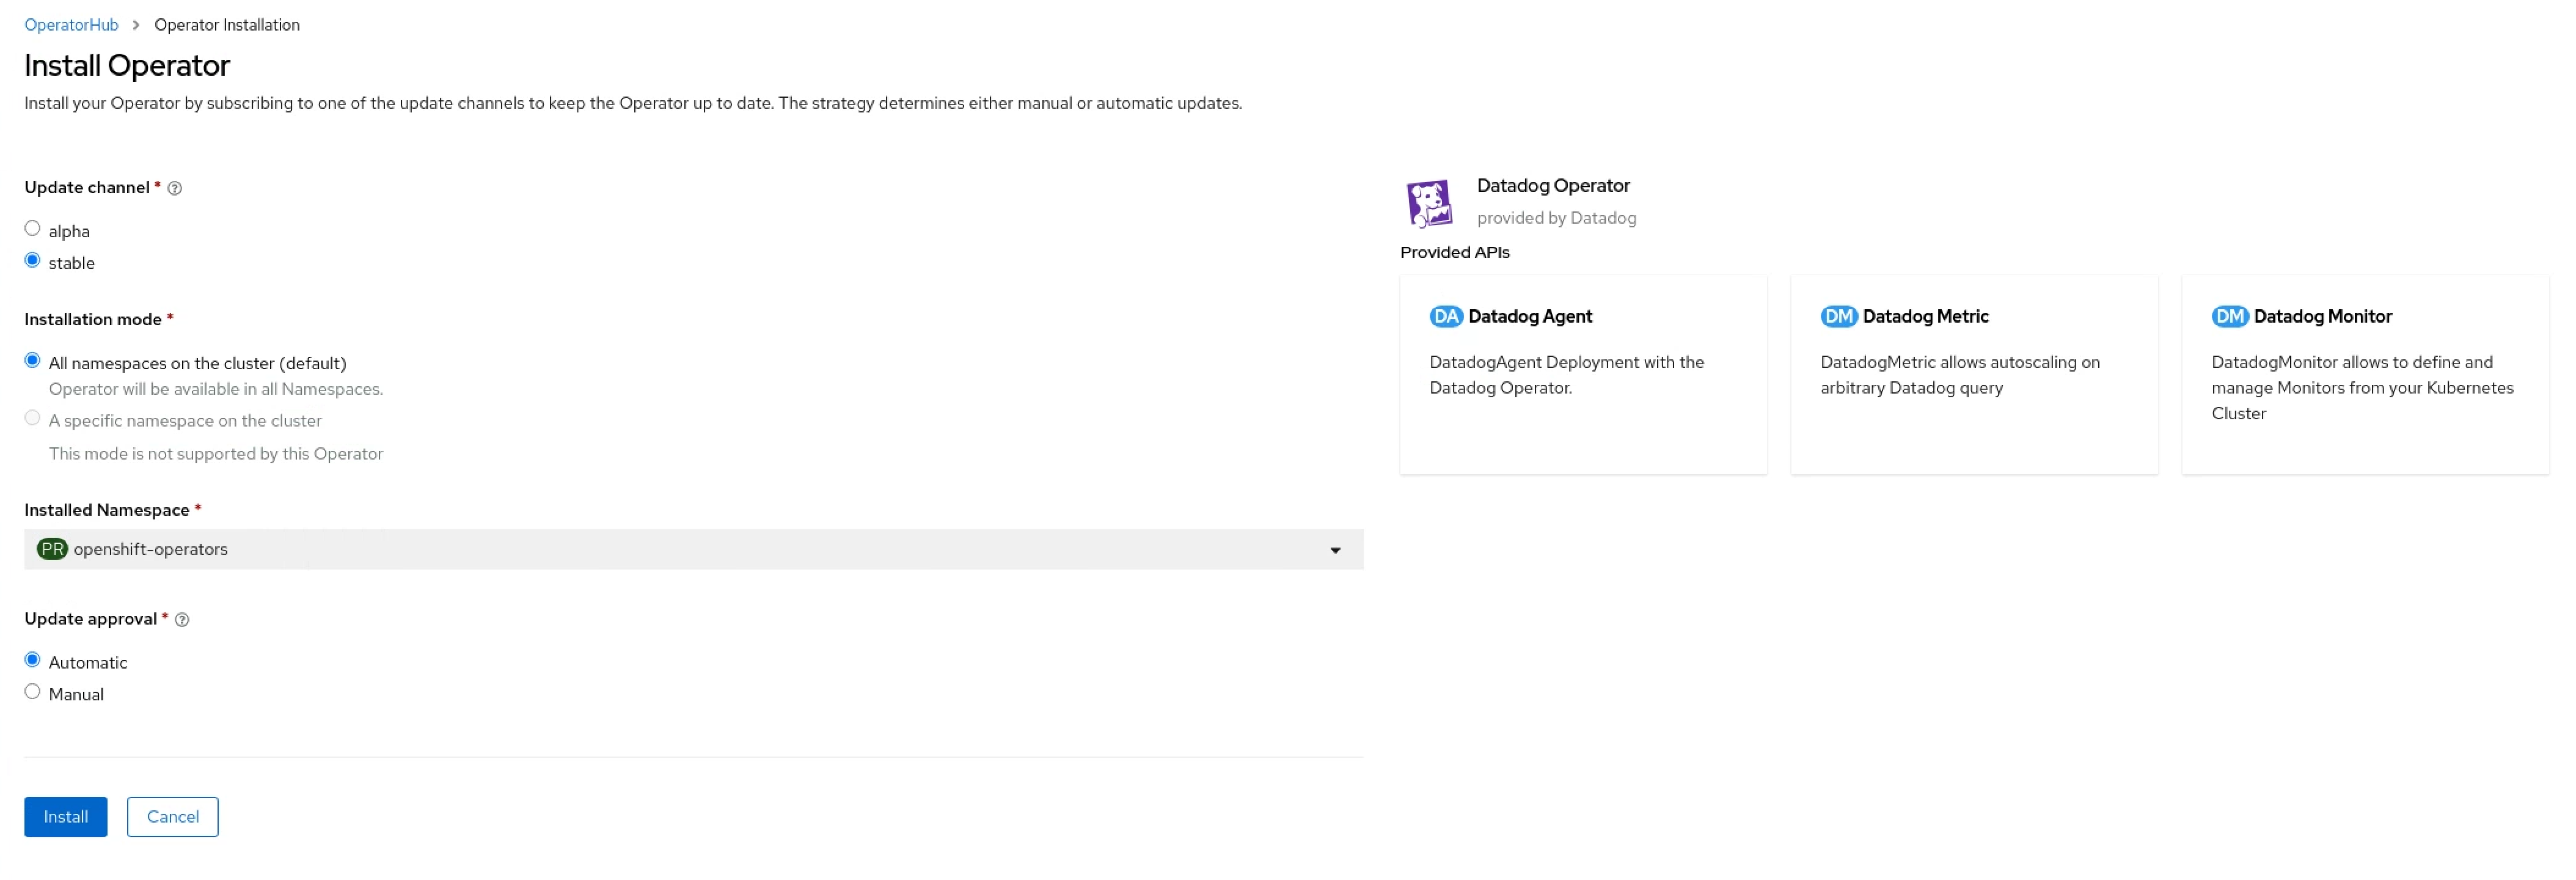 OperatorHub > Operator Installation
Install Operator
Install your Operator by subscribing to one of the update channels to keep the Operator up to date. The strategy determines either manual or automatic updates.
Update channel *
alpha
stable
Installation mode *
All namespaces on the cluster (default)
Operator will be available in all Namespaces.
A specific namespace on the cluster
This mode is not supported by this Operator
Installed Namespace *
PR openshift-operators
Update approval *
Automatic
Manual
Install Cancel
Datadog Operator
provided by Datadog
Provided APIs
DA Datadog Agent
DatadogAgent Deployment with the
Datadog Operator.
DM Datadog Metric
DatadogMetric allows autoscaling on
arbitrary Datadog query
DM Datadog Monitor
DatadogMonitor allows to define and
manage Monitors from your Kubernetes
Cluster